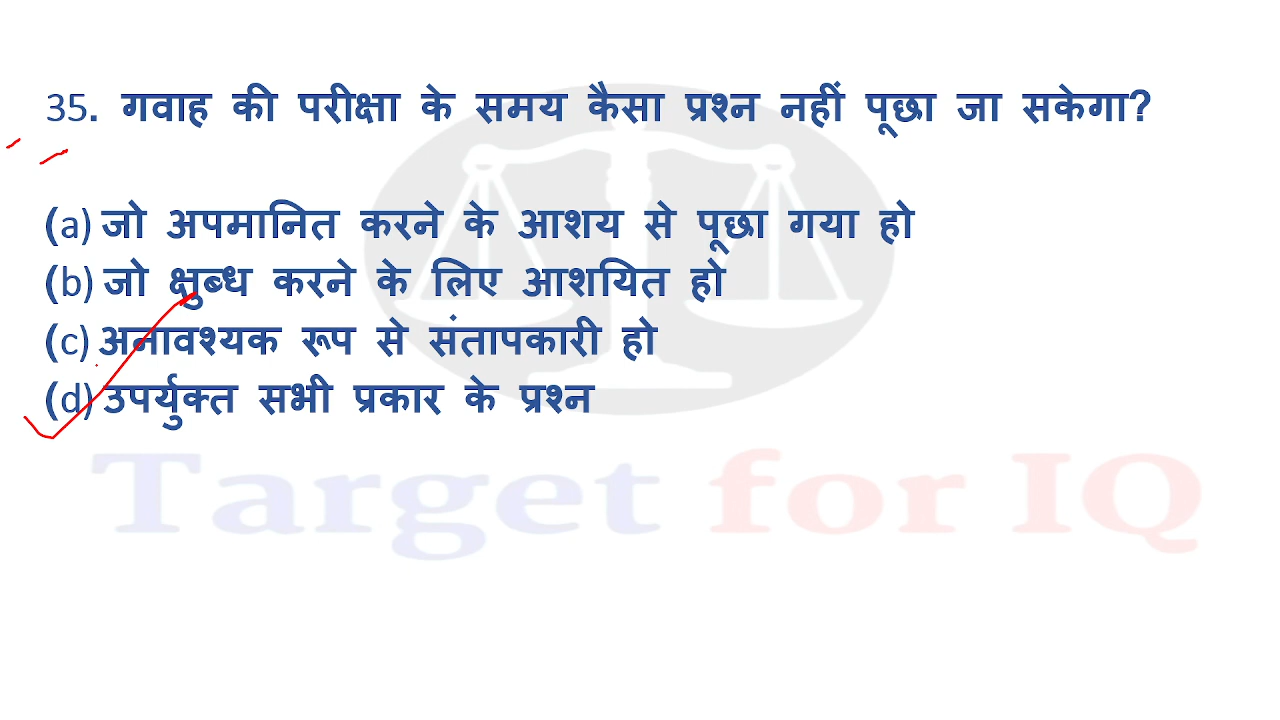 35. गवाह की परीक्षा के समय कैसा प्रश्न नहीं पूछा जा सकेगा?
(a) जो अपमानित करने के आशय से पूछा गया हो
(b) जो क्षुब्ध करने के लिए आशयित हो
(c) अनावश्यक रूप से संतापकारी हो
(d) उपर्युक्त सभी प्रकार के प्रश्न
Target for IQ